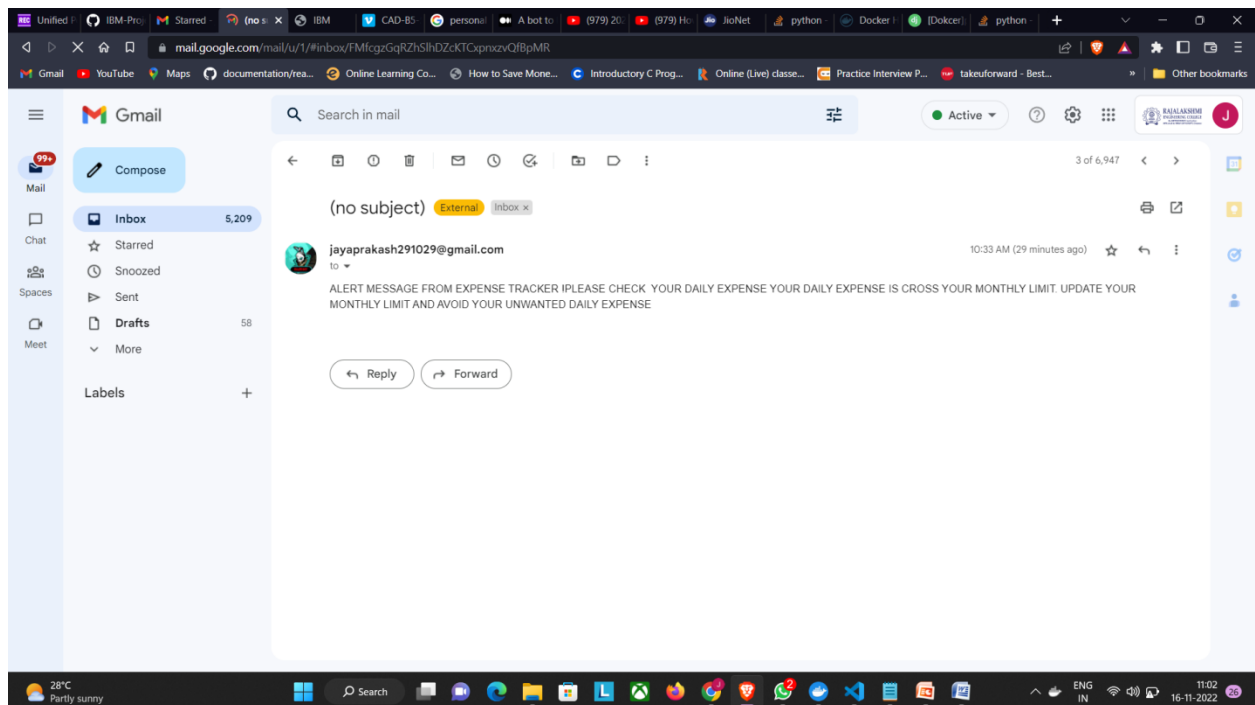 REC Unified P IBM-Proj Starred - (no su IBM CAD-BS- personal A bot to (979) 202 (979) Ho Jio JioNet python - Docker H [Dokcer]: python -
mail.google.com/mail/u/1/#inbox/FMfcgzGqRZhSlhDZcKTCxpnxzvQfBpMR
Gmail YouTube Maps documentation/rea... Online Learning Co... How to Save Mone... Introductory C Prog... Online (Live) classe... Practice Interview P... takeuforward - Best... » Other bookmarks
Gmail
Search in mail
Active
RAJALAKSHMI
J
99+
Mail
Compose
3 of 6,947
Inbox 5,209
(no subject) External Inbox ×
Chat
Starred
jayaprakash291029@gmail.com 10:33 AM (29 minutes ago)
to
Snoozed
Spaces
Sent
ALERT MESSAGE FROM EXPENSE TRACKER !PLEASE CHECK YOUR DAILY EXPENSE YOUR DAILY EXPENSE IS CROSS YOUR MONTHLY LIMIT. UPDATE YOUR
MONTHLY LIMIT AND AVOID YOUR UNWANTED DAILY EXPENSE
Drafts 58
Meet
More
Reply Forward
Labels +
28°C
Partly sunny
Search
L
2
ENG
IN
11:02
16-11-2022
26